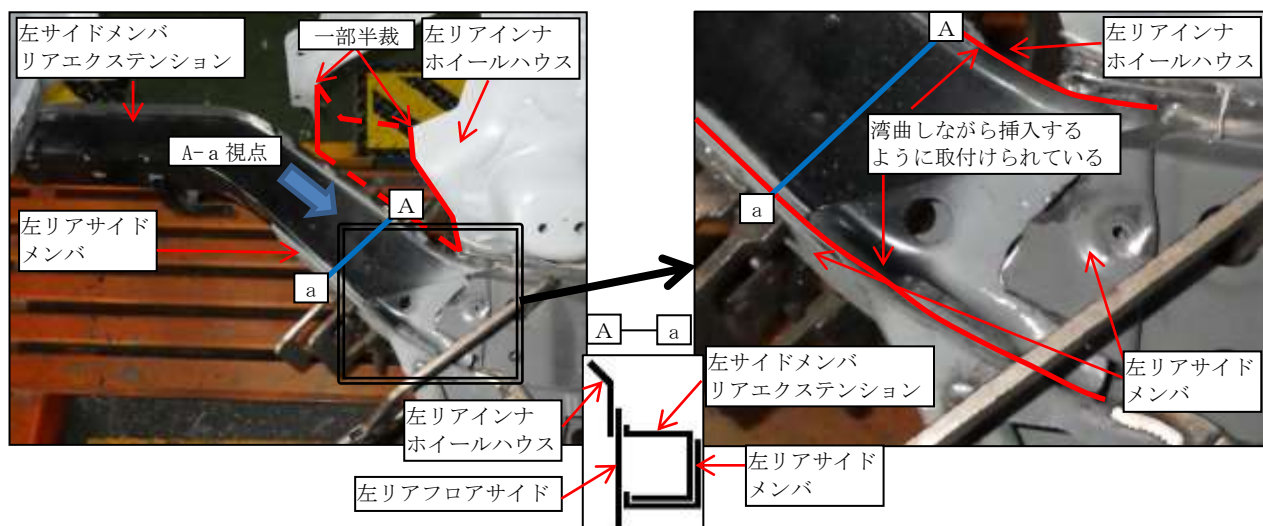 左サイドメンバ
リアエクステンション
一部半裁
左リアインナ
ホイールハウス
A-a 視点
A
左リアサイド
メンバ
a
A
左リアインナ
ホイールハウス
湾曲しながら挿入する
ように取付けられている
a
A
a
左サイドメンバ
リアエクステンション
左リアインナ
ホイールハウス
左リアサイド
メンバ
左リアフロアサイド
左リアサイド
メンバ